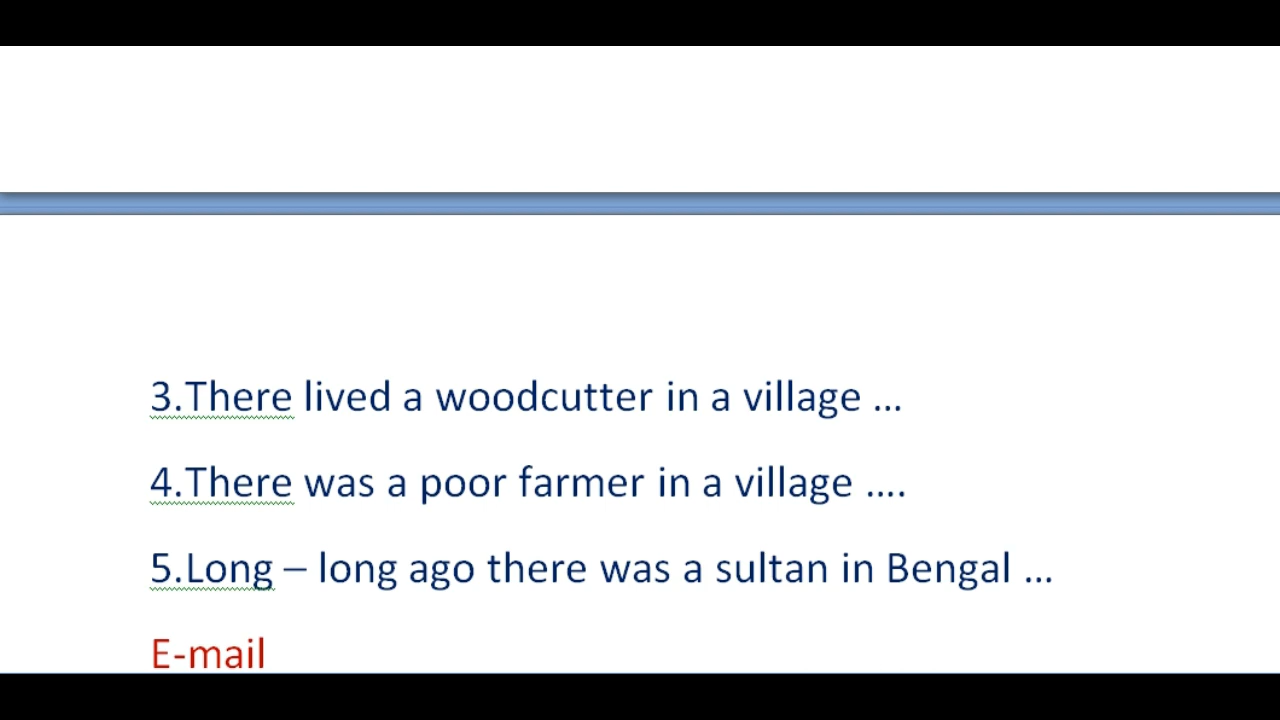 3.There lived a woodcutter in a village ...
4.There was a poor farmer in a village ....
5.Long – long ago there was a sultan in Bengal ...
E-mail